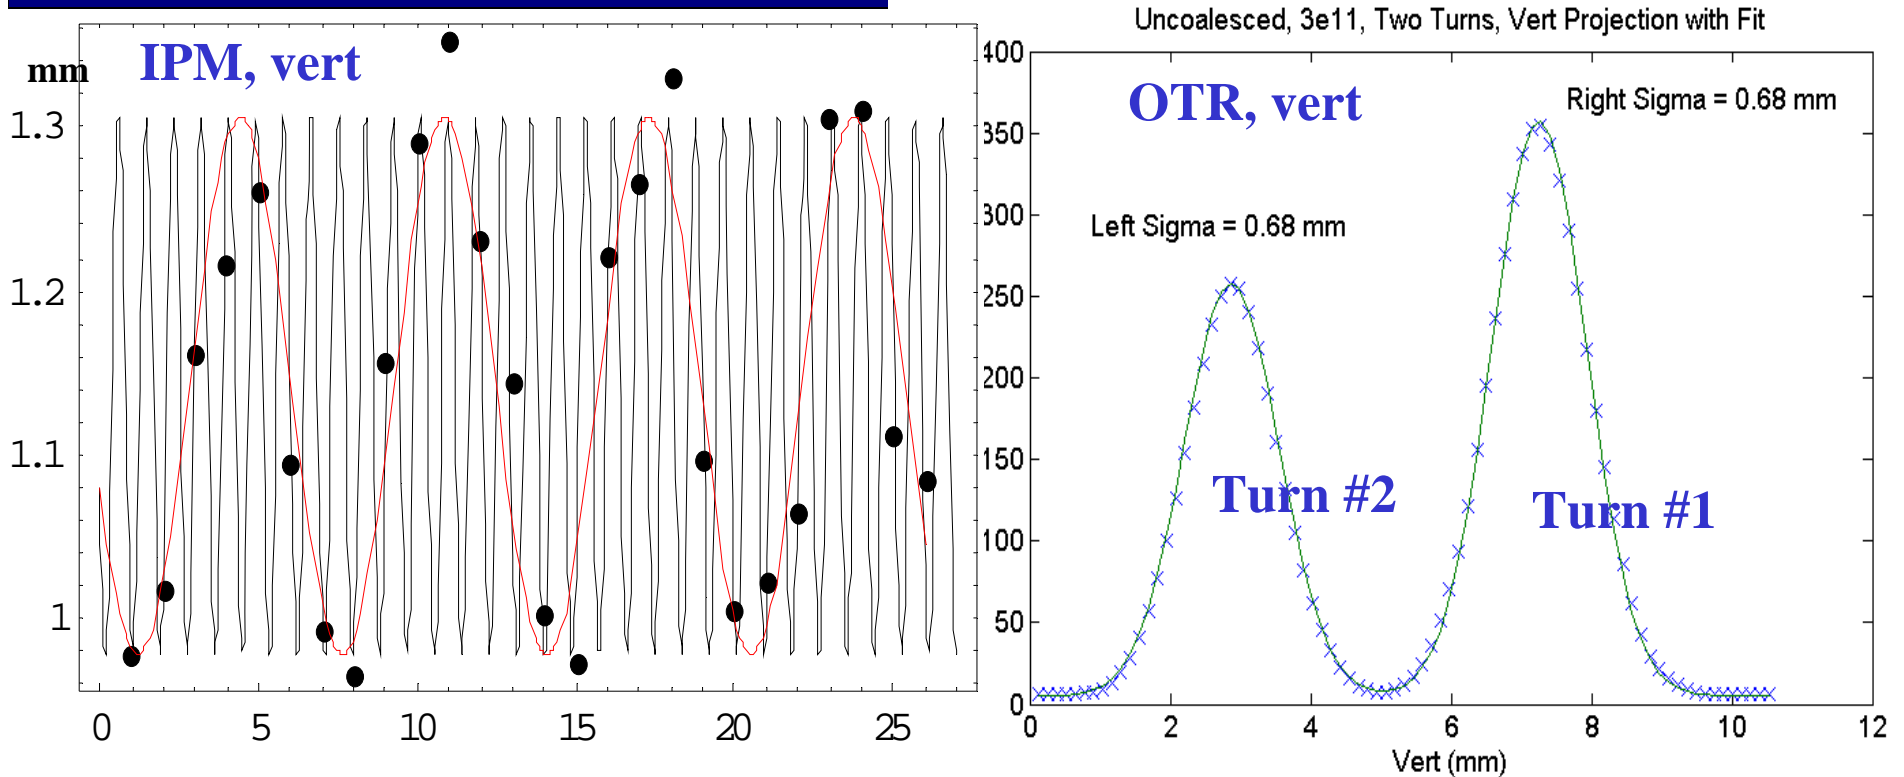 IPM, vert
mm
1.3
1.2
1.1
1
0 5 10 15 20 25
Uncoalesced, 3e11, Two Turns, Vert Projection with Fit
OTR, vert
Right Sigma = 0.68 mm
Left Sigma = 0.68 mm
Turn #2
Turn #1
400
350
300
250
200
150
100
50
0
0 2 4 6 8 10 12
Vert (mm)